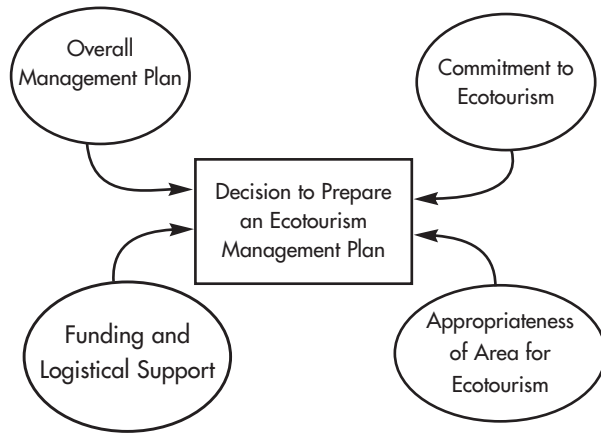 Overall
Management Plan
Commitment to
Ecotourism
Decision to Prepare
an Ecotourism
Management Plan
Funding and
Logistical Support
Appropriateness
of Area for
Ecotourism